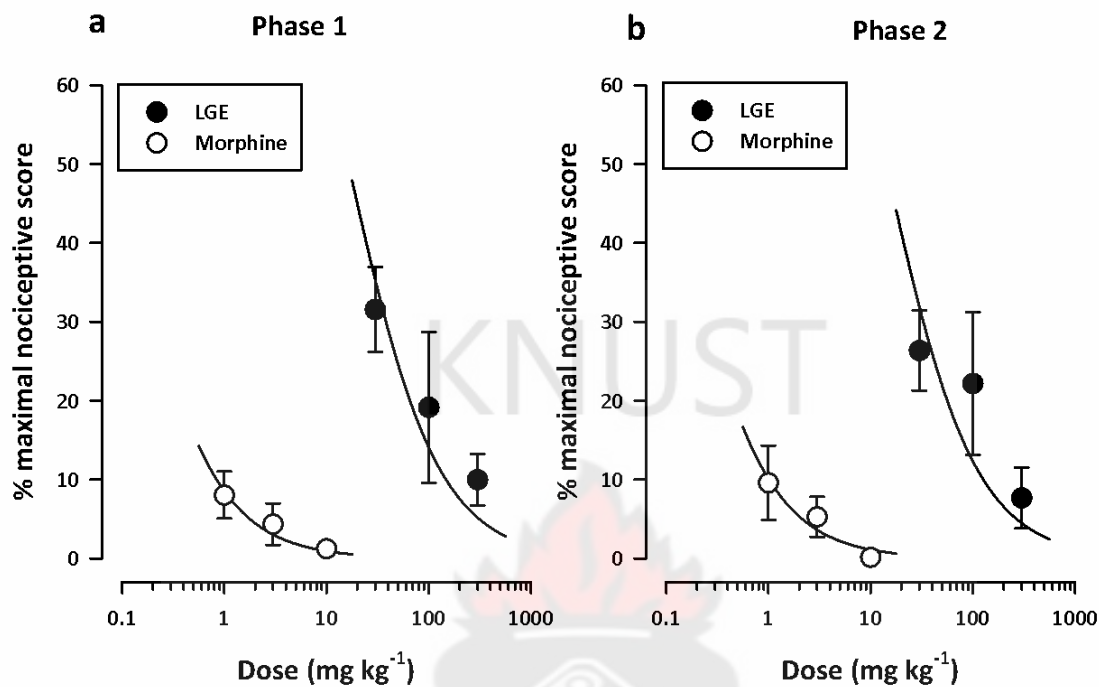 a
Phase 1
% maximal nociceptive score
60
50
40
30
20
10
0
LGE
Morphine
0.1 1 10 100 1000
Dose (mg kg⁻¹)
b
Phase 2
% maximal nociceptive score
60
50
40
30
20
10
0
LGE
Morphine
0.1 1 10 100 1000
Dose (mg kg⁻¹)
KNUST